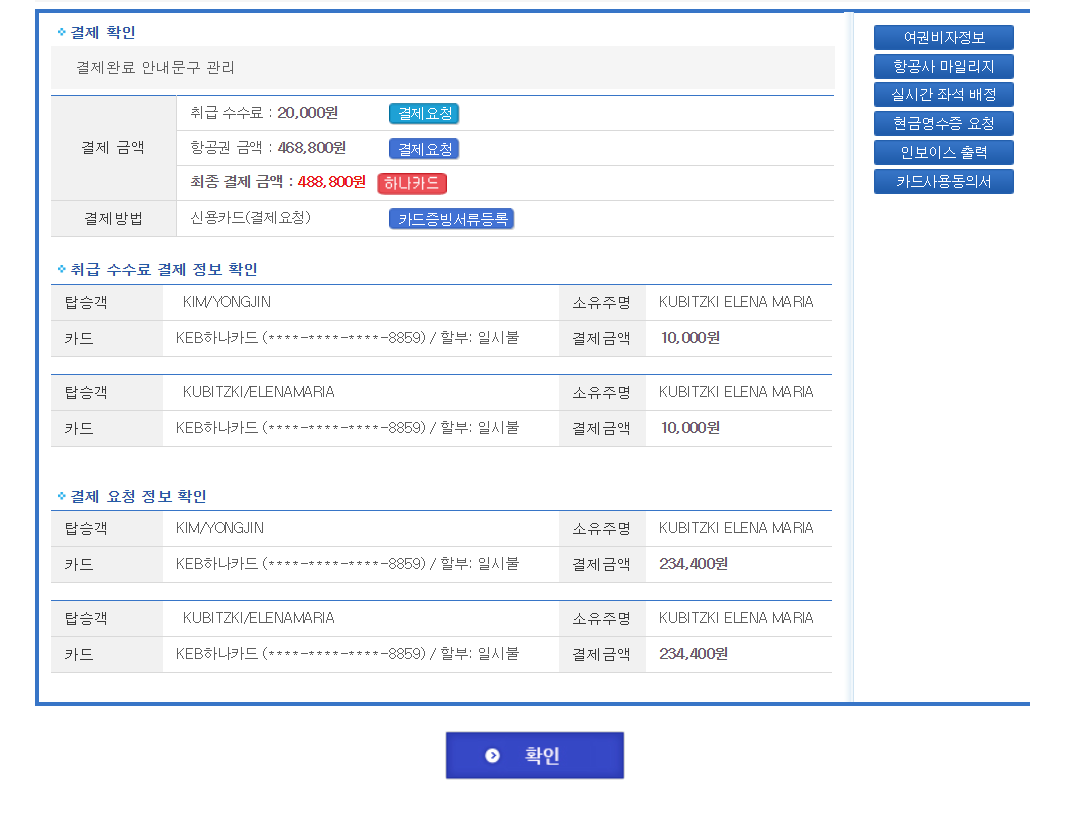 결제 확인
결제완료 안내문구 관리
결제 금액
취급 수수료 : 20,000원 결제요청
항공권 금액 : 468,800원 결제요청
최종 결제 금액 : 488,800원 하나카드
결제방법 신용카드(결제요청) 카드증빙서류등록
취급 수수료 결제 정보 확인
탑승객 KIM/YONGJIN 소유주명 KUBITZKI ELENA MARIA
카드 KEB하나카드 (****-****-****-8859) / 할부: 일시불 결제금액 10,000원
탑승객 KUBITZKI/ELENAMARIA 소유주명 KUBITZKI ELENA MARIA
카드 KEB하나카드 (****-****-****-8859) / 할부: 일시불 결제금액 10,000원
결제 요청 정보 확인
탑승객 KIM/YONGJIN 소유주명 KUBITZKI ELENA MARIA
카드 KEB하나카드 (****-****-****-8859) / 할부: 일시불 결제금액 234,400원
탑승객 KUBITZKI/ELENAMARIA 소유주명 KUBITZKI ELENA MARIA
카드 KEB하나카드 (****-****-****-8859) / 할부: 일시불 결제금액 234,400원
여권비자정보
항공사 마일리지
실시간 좌석 배정
현금영수증 요청
인보이스 출력
카드사용동의서
확인